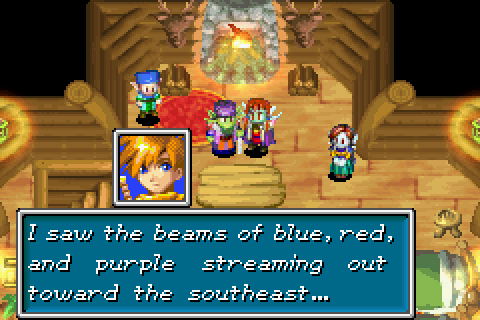 I saw the beams of blue, red,
and purple streaming out
toward the southeast...